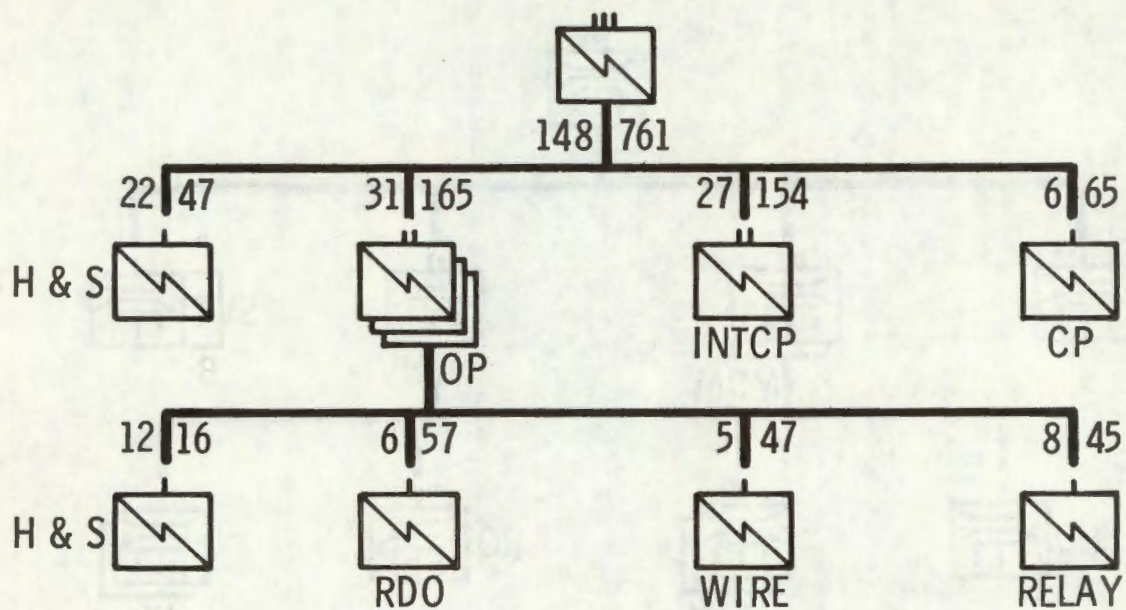 148 761
22 47 31 165 27 154 6 65
H & S
OP
INTCP
CP
12 16 6 57 5 47 8 45
H & S
RDO
WIRE
RELAY